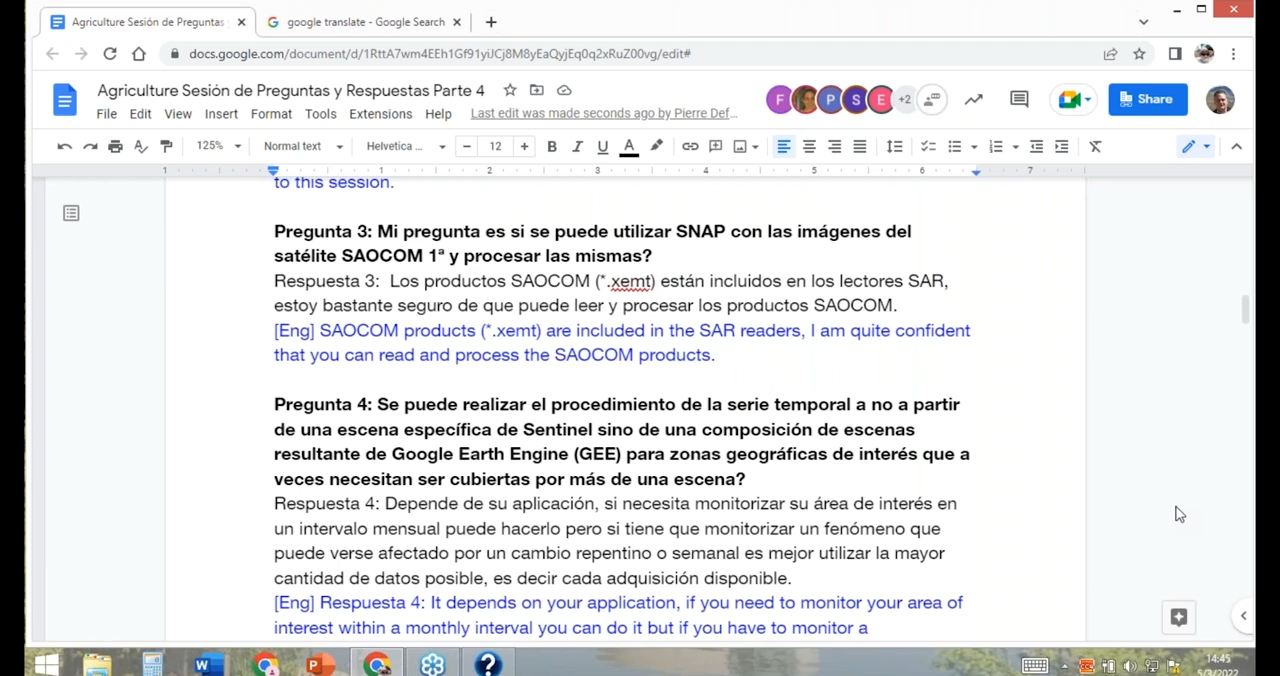 Agriculture Sesión de Preguntas
google translate - Google Search
docs.google.com/document/d/1RttA7wm4EEh1Gf91yiJCj8M8yEaQyjEq0q2xRuZ00vg/edit#
Agriculture Sesión de Preguntas y Respuestas Parte 4
File Edit View Insert Format Tools Extensions Help Last edit was made seconds ago by Pierre Def...
F P S E +2 Share
125% Normal text Helvetica ... 12
1 1 2 3 4 5 6 7
to this session.
Pregunta 3: Mi pregunta es si se puede utilizar SNAP con las imágenes del
satélite SAOCOM 1ª y procesar las mismas?
Respuesta 3: Los productos SAOCOM (*.xemt) están incluidos en los lectores SAR,
estoy bastante seguro de que puede leer y procesar los productos SAOCOM.
[Eng] SAOCOM products (*.xemt) are included in the SAR readers, I am quite confident
that you can read and process the SAOCOM products.
Pregunta 4: Se puede realizar el procedimiento de la serie temporal a no a partir
de una escena específica de Sentinel sino de una composición de escenas
resultante de Google Earth Engine (GEE) para zonas geográficas de interés que a
veces necesitan ser cubiertas por más de una escena?
Respuesta 4: Depende de su aplicación, si necesita monitorizar su área de interés en
un intervalo mensual puede hacerlo pero si tiene que monitorizar un fenómeno que
puede verse afectado por un cambio repentino o semanal es mejor utilizar la mayor
cantidad de datos posible, es decir cada adquisición disponible.
[Eng] Respuesta 4: It depends on your application, if you need to monitor your area of
interest within a monthly interval you can do it but if you have to monitor a
14:45
5/3/2022